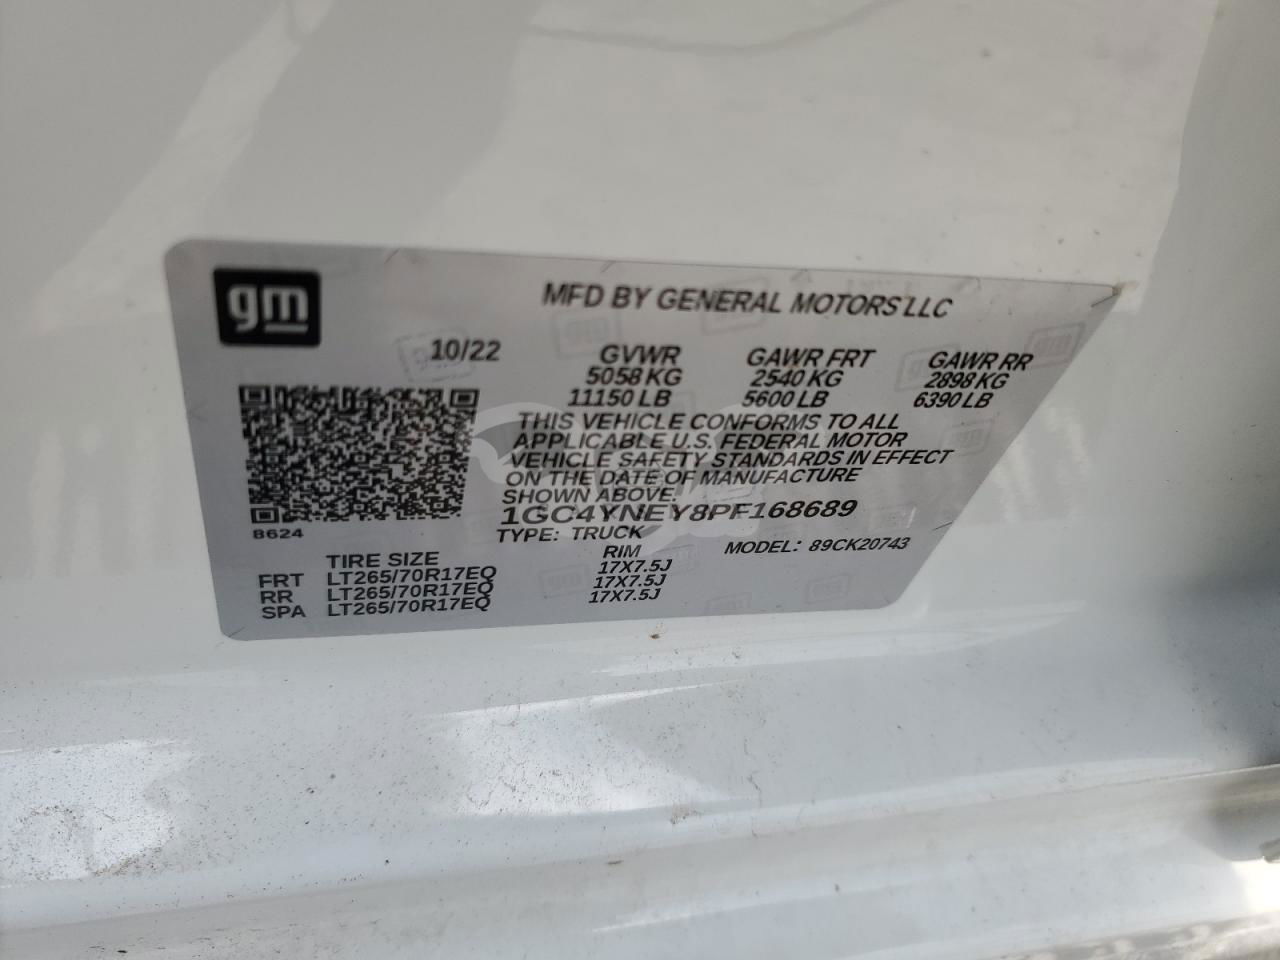 gm
MFD BY GENERAL MOTORS LLC
10/22 GVWR GAWR FRT GAWR RR
5058 KG 2540 KG 2898 KG
11150 LB 5600 LB 6390 LB
THIS VEHICLE CONFORMS TO ALL
APPLICABLE U.S. FEDERAL MOTOR
VEHICLE SAFETY STANDARDS IN EFFECT
ON THE DATE OF MANUFACTURE
SHOWN ABOVE.
1GC4YNEY8PF168689
8624
TYPE: TRUCK MODEL: 89CK20743
TIRE SIZE RIM
FRT LT265/70R17EQ 17X7.5J
RR LT265/70R17EQ 17X7.5J
SPA LT265/70R17EQ 17X7.5J